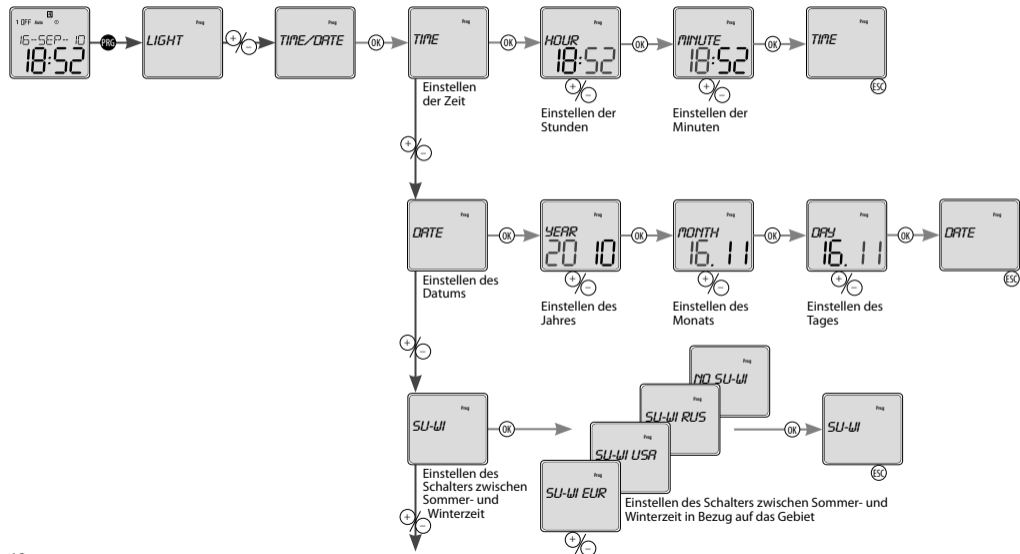 1 OFF Auto
16-SEP-- 10
18:52
PRG
Prog
LIGHT
+/−
Prog
TIME/DATE
OK
Prog
TIME
OK
Prog
HOUR
18:52
OK
Prog
MINUTE
18:52
OK
Prog
TIME
ESC
Einstellen
der Zeit
+/−
Einstellen der
Stunden
+/−
Einstellen der
Minuten
+/−
Prog
DATE
OK
Prog
YEAR
20 10
OK
Prog
MONTH
16. 11
OK
Prog
DAY
16. 11
OK
Prog
DATE
ESC
Einstellen des
Datums
+/−
Einstellen des
Jahres
+/−
Einstellen des
Monats
+/−
Einstellen des
Tages
+/−
Prog
SU-WI
OK
Prog
NO SU-WI
Prog
SU-WI RUS
Prog
SU-WI USA
Prog
SU-WI EUR
OK
Prog
SU-WI
ESC
Einstellen des
Schalters zwischen
Sommer- und
Winterzeit
+/−
Einstellen des Schalters zwischen Sommer- und
Winterzeit in Bezug auf das Gebiet
+/−